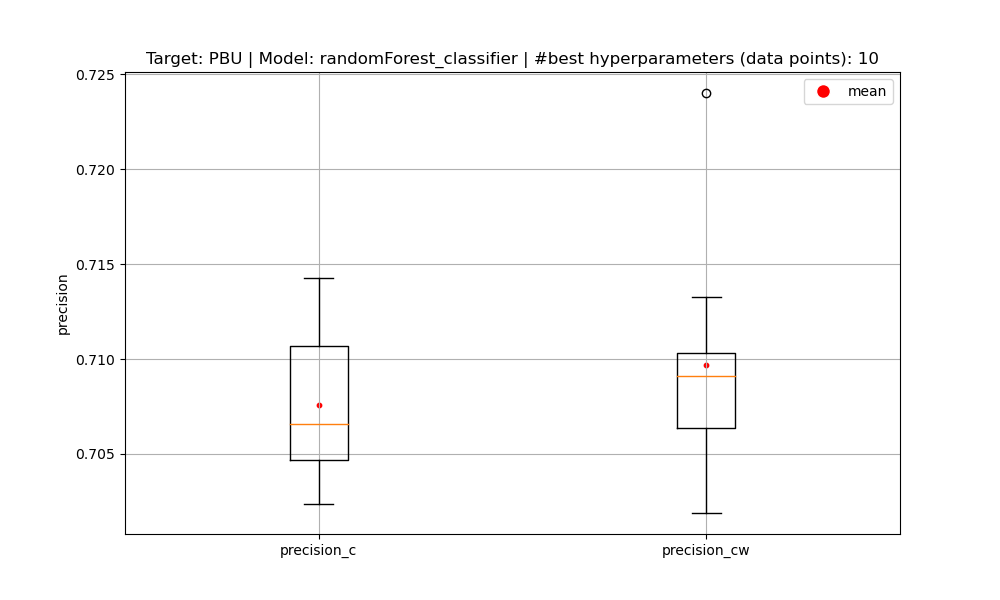 Target: PBU | Model: randomForest_classifier | #best hyperparameters (data points): 10
mean
0.725
0.720
0.715
0.710
0.705
precision
precision_c
precision_cw